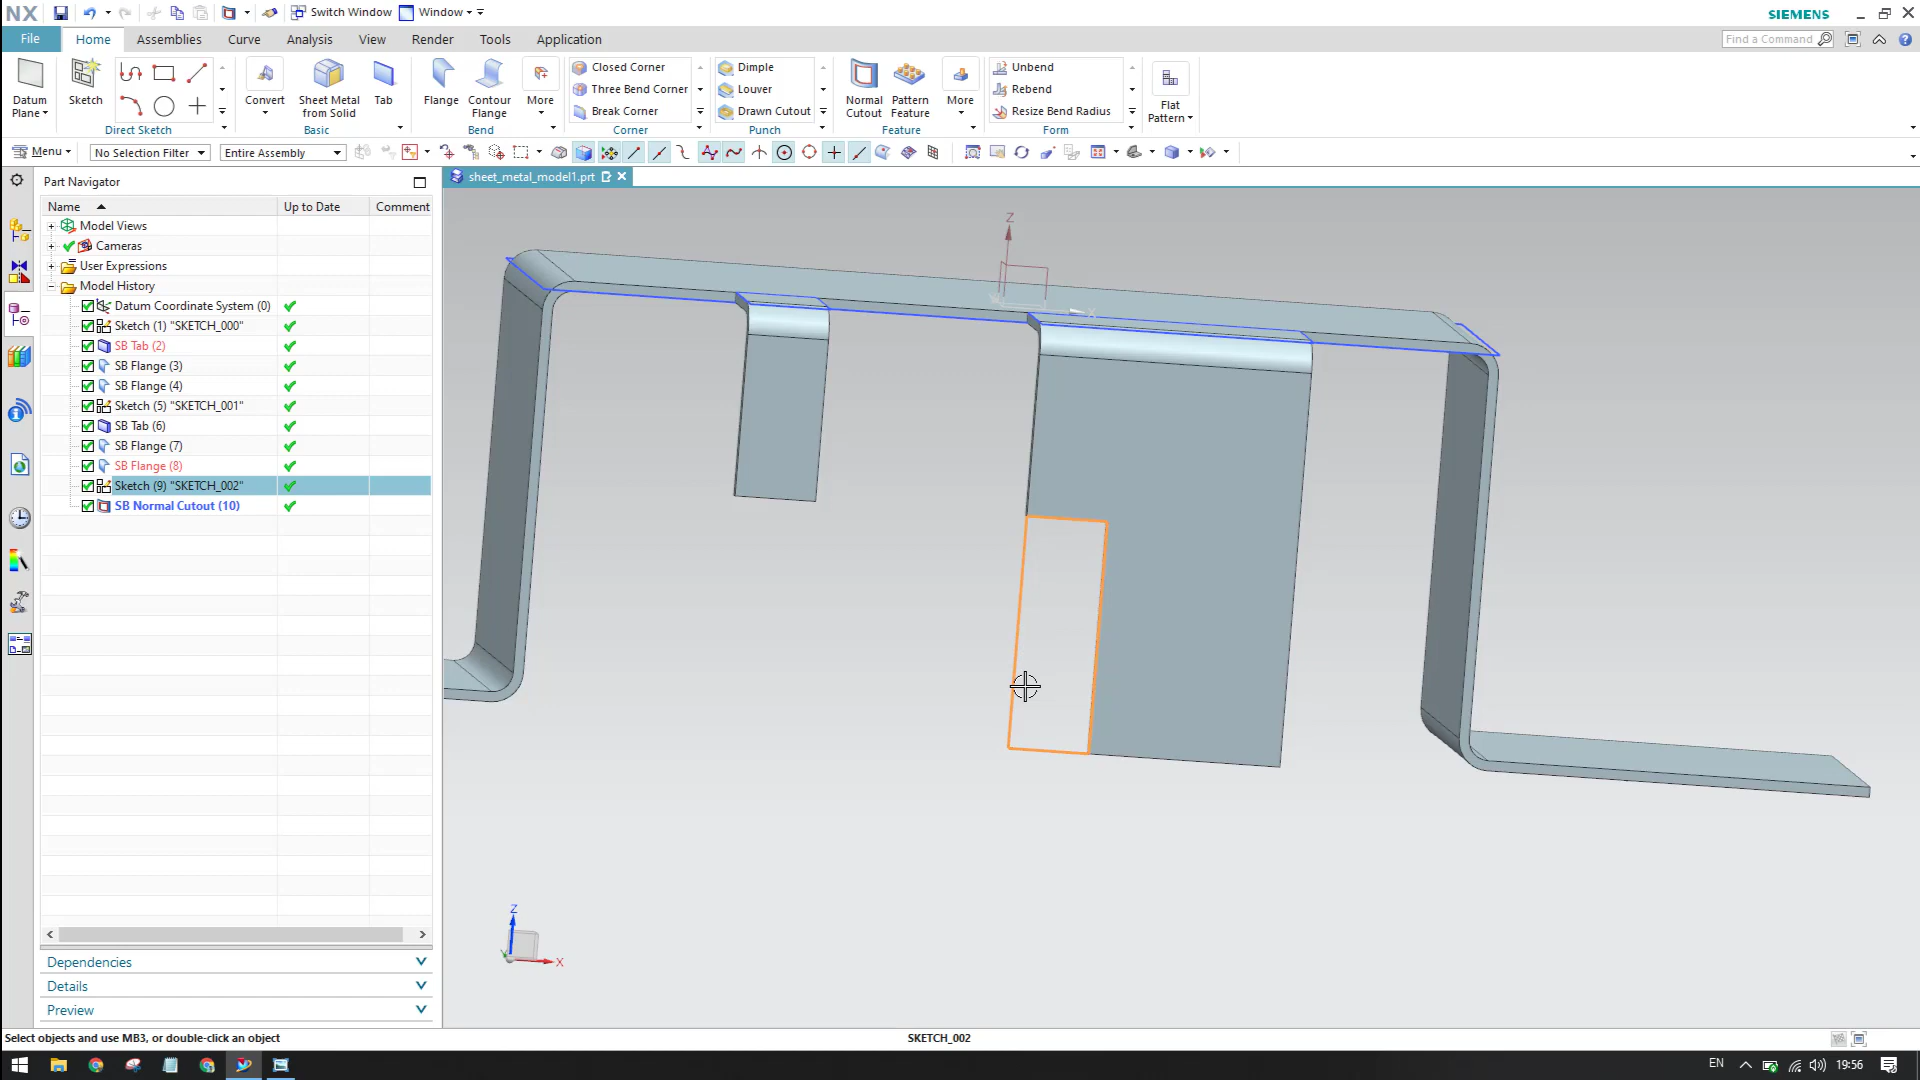 NX Switch Window Window SIEMENS
File Home Assemblies Curve Analysis View Render Tools Application Find a Command
Datum Plane Sketch Convert Sheet Metal from Solid Tab Flange Contour Flange More
Closed Corner
Three Bend Corner
Break Corner
Dimple
Louver
Drawn Cutout
Normal Cutout Pattern Feature More
Unbend
Rebend
Resize Bend Radius
Flat Pattern
Direct Sketch Basic Bend Corner Punch Feature Form
Menu No Selection Filter Entire Assembly
Part Navigator sheet_metal_model1.prt
Name Up to Date Comment
Model Views
Cameras
User Expressions
Model History
Datum Coordinate System (0)
Sketch (1) "SKETCH_000"
SB Tab (2)
SB Flange (3)
SB Flange (4)
Sketch (5) "SKETCH_001"
SB Tab (6)
SB Flange (7)
SB Flange (8)
Sketch (9) "SKETCH_002"
SB Normal Cutout (10)
Z
X
Z
X
Dependencies
Details
Preview
Select objects and use MB3, or double-click an object SKETCH_002
EN 19:56